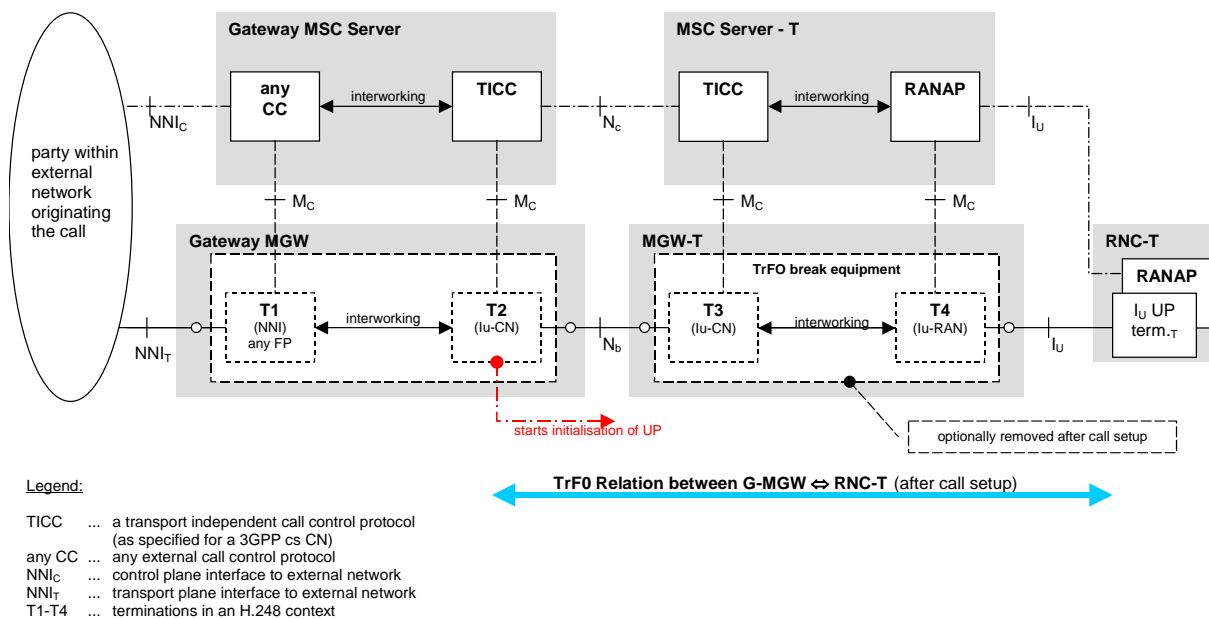 Gateway MSC Server
MSC Server - T
any
CC
interworking
TICC
TICC
interworking
RANAP
NNIC
Nc
IU
party within
external
network
originating
the call
MC
MC
MC
MC
Gateway MGW
MGW-T
RNC-T
TrFO break equipment
RANAP
T1
(NNI)
any FP
interworking
T2
(Iu-CN)
T3
(Iu-CN)
interworking
T4
(Iu-RAN)
IU UP
term.T
NNIT
Nb
IU
starts initialisation of UP
optionally removed after call setup
TrF0 Relation between G-MGW ⇔ RNC-T (after call setup)
Legend:
TICC ... a transport independent call control protocol
(as specified for a 3GPP cs CN)
any CC ... any external call control protocol
NNIC ... control plane interface to external network
NNIT ... transport plane interface to external network
T1-T4 ... terminations in an H.248 context